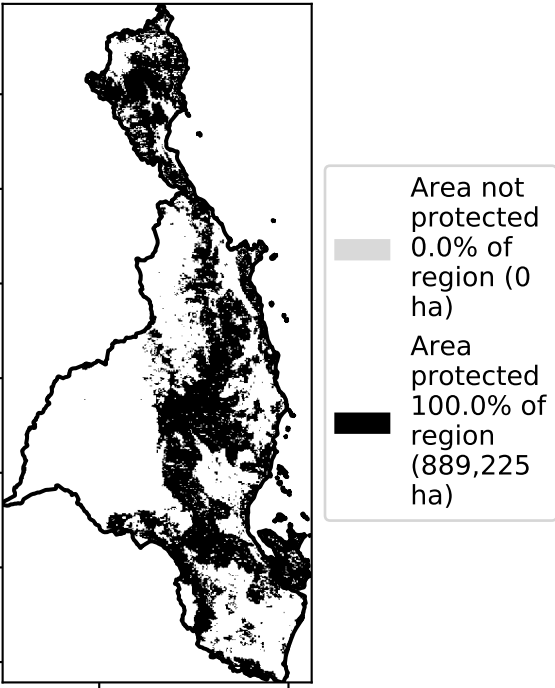 Area not
protected
0.0% of
region (0
ha)
Area
protected
100.0% of
region
(889,225
ha)